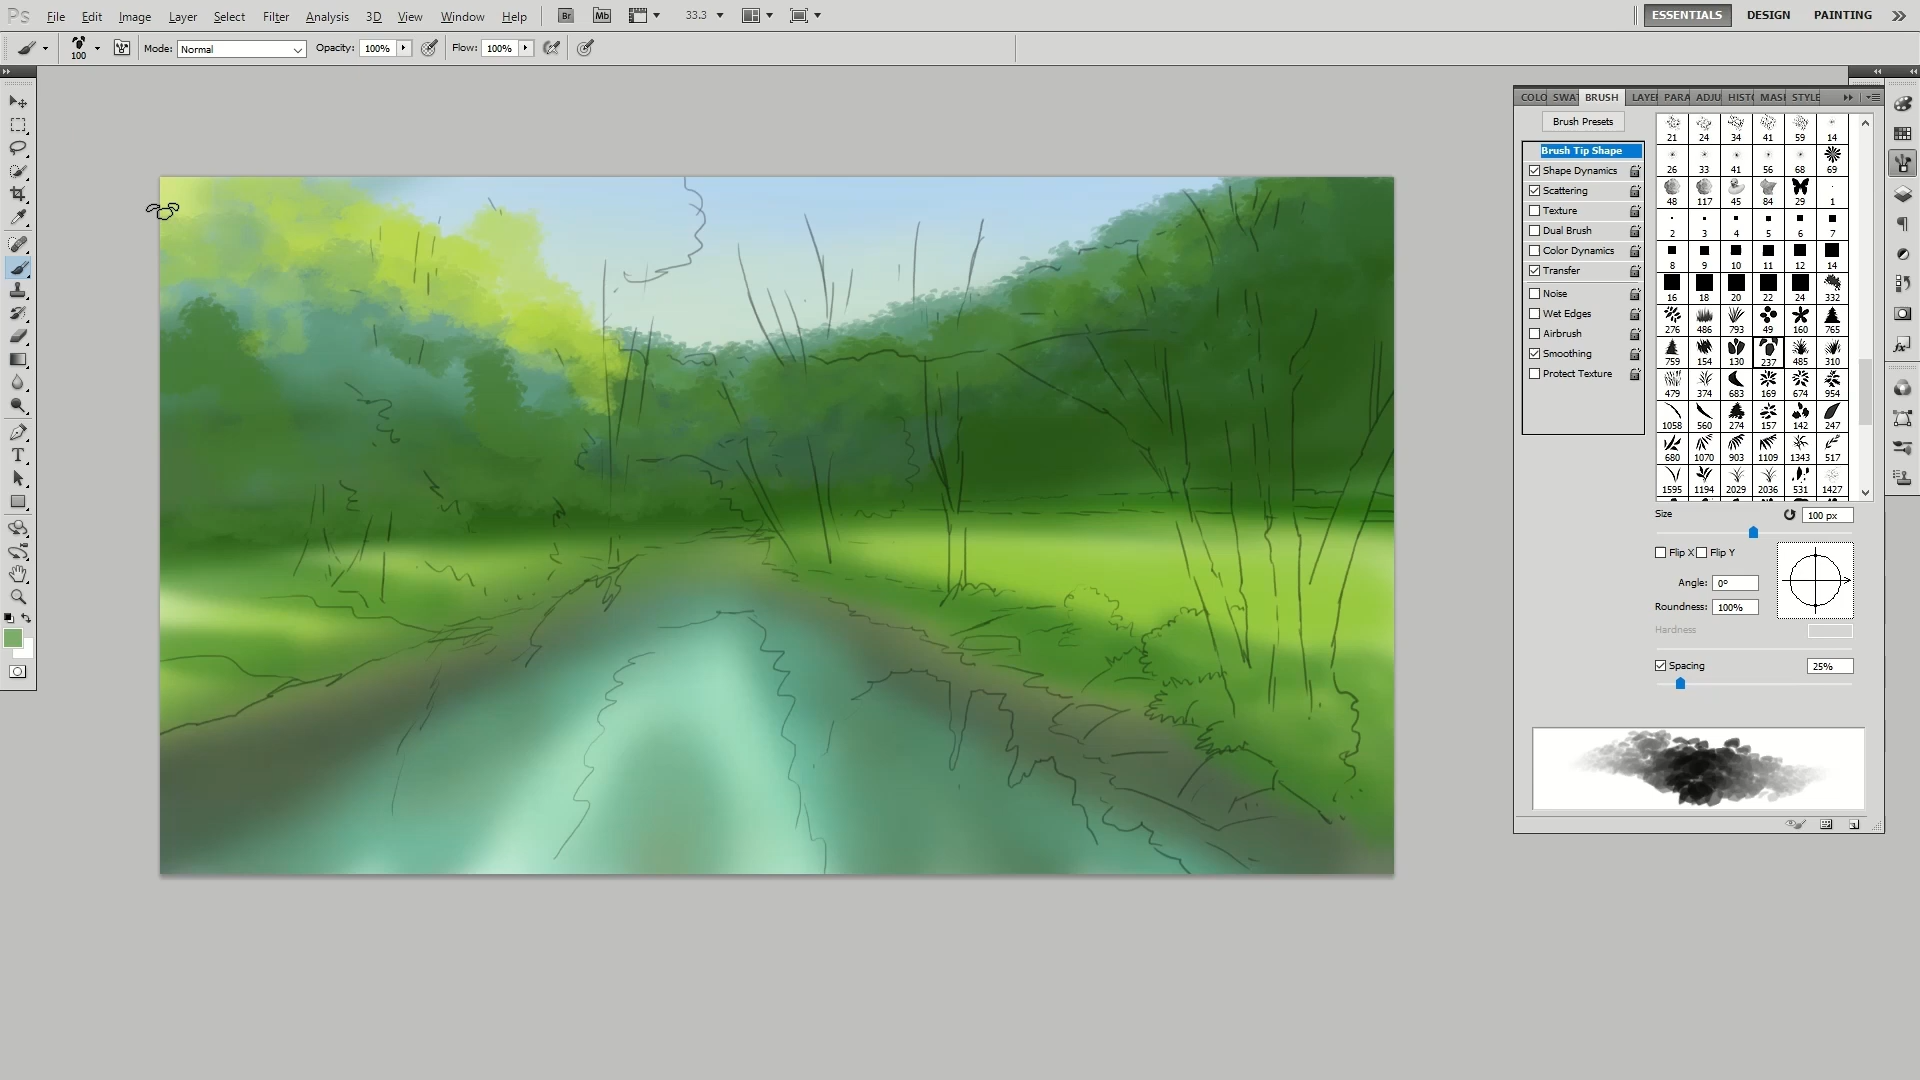 Ps File Edit Image Layer Select Filter Analysis 3D View Window Help Br Mb 33.3 ESSENTIALS DESIGN PAINTING
100 Mode: Normal Opacity: 100% Flow: 100%
COLO SWAT BRUSH LAYE PARA ADJU HIST MASI STYLE
Brush Presets
Brush Tip Shape
Shape Dynamics
Scattering
Texture
Dual Brush
Color Dynamics
Transfer
Noise
Wet Edges
Airbrush
Smoothing
Protect Texture
21 24 34 41 59 14
26 33 41 56 68 69
48 117 45 84 29 1
2 3 4 5 6 7
8 9 10 11 12 14
16 18 20 22 24 332
276 486 793 49 160 765
759 154 130 237 485 310
479 374 683 169 674 954
1058 560 274 157 142 247
680 1070 903 1109 1343 517
1595 1194 2029 2036 531 1427
Size 100 px
Flip X Flip Y
Angle: 0º
Roundness: 100%
Hardness
Spacing 25%